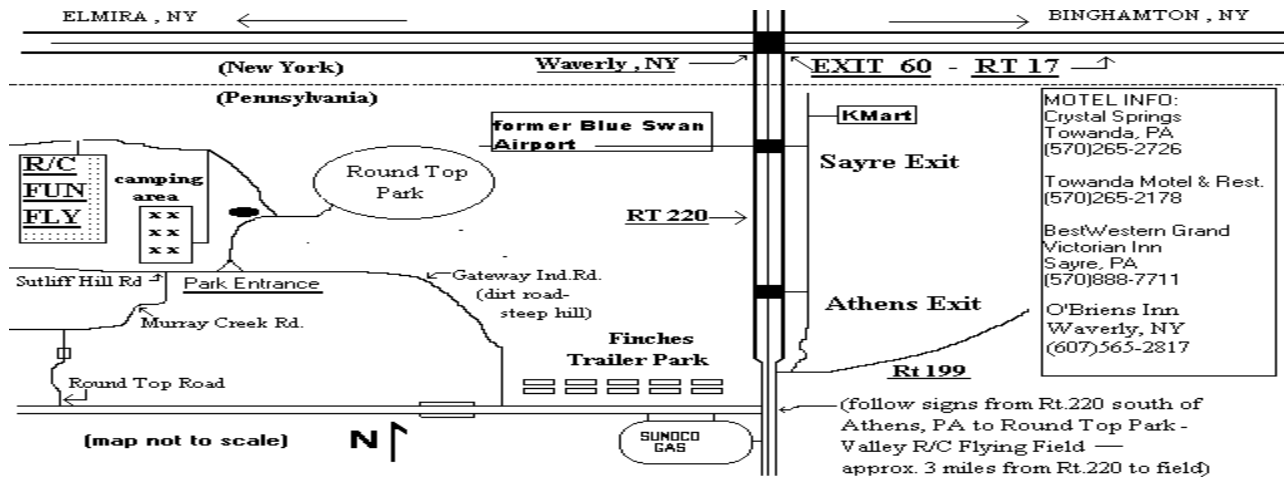 ELMIRA , NY
BINGHAMTON , NY
(New York)
Waverly , NY
EXIT 60 - RT 17
(Pennsylvania)
MOTEL INFO:
Crystal Springs
Towanda, PA
(570)265-2726
Towanda Motel & Rest.
(570)265-2178
BestWestern Grand
Victorian Inn
Sayre, PA
(570)888-7711
O'Briens Inn
Waverly, NY
(607)565-2817
KMart
former Blue Swan
Airport
Sayre Exit
R/C
FUN
FLY
camping
area
x x
x x
x x
Round Top
Park
RT 220
Sutliff Hill Rd
Park Entrance
Gateway Ind.Rd.
(dirt road-
steep hill)
Murray Creek Rd.
Athens Exit
Finches
Trailer Park
Round Top Road
Rt 199
(map not to scale)
N
SUNOCO
GAS
(follow signs from Rt.220 south of
Athens, PA to Round Top Park -
Valley R/C Flying Field —
approx. 3 miles from Rt.220 to field)